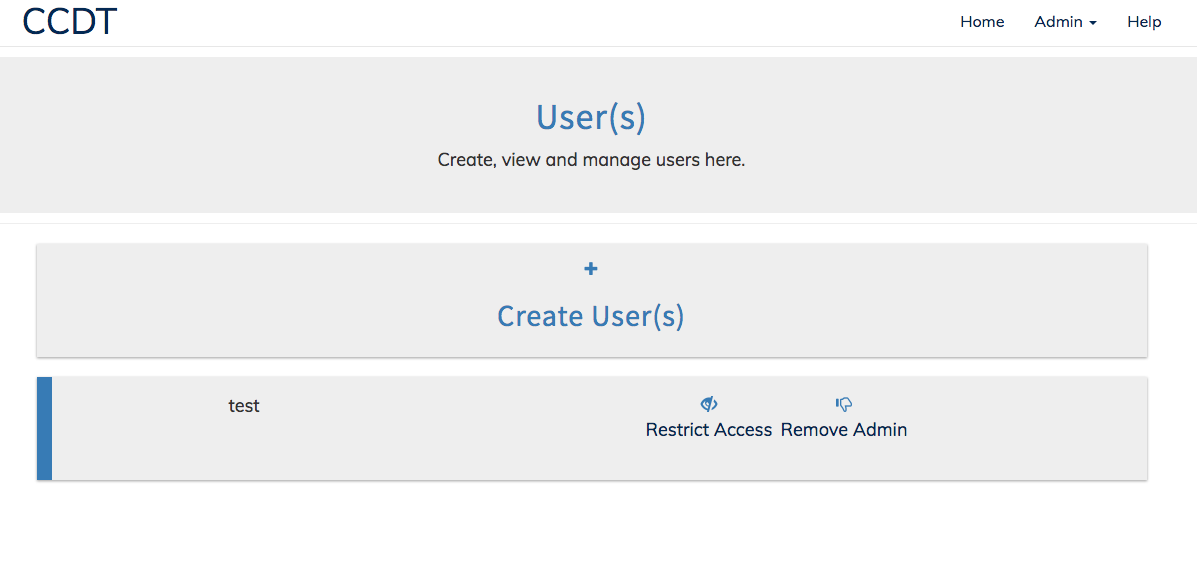 CCDT
Home Admin Help
User(s)
Create, view and manage users here.
Create User(s)
test
Restrict Access Remove Admin